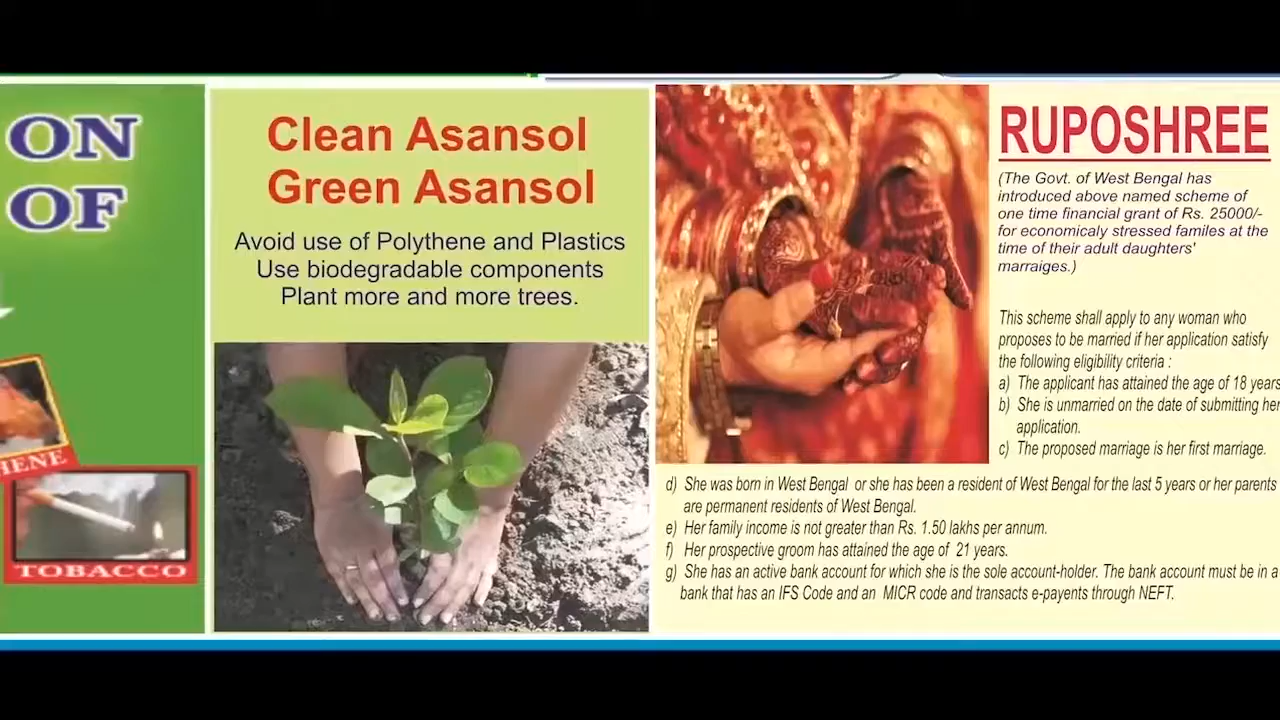 ON
OF
HENE
TOBACCO
Clean Asansol
Green Asansol
Avoid use of Polythene and Plastics
Use biodegradable components
Plant more and more trees.
RUPOSHREE
(The Govt. of West Bengal has
introduced above named scheme of
one time financial grant of Rs. 25000/-
for economicaly stressed familes at the
time of their adult daughters'
marraiges.)
This scheme shall apply to any woman who
proposes to be married if her application satisfy
the following eligibility criteria :
a) The applicant has attained the age of 18 years
b) She is unmarried on the date of submitting her
application.
c) The proposed marriage is her first marriage.
d) She was born in West Bengal or she has been a resident of West Bengal for the last 5 years or her parents
are permanent residents of West Bengal.
e) Her family income is not greater than Rs. 1.50 lakhs per annum.
f) Her prospective groom has attained the age of 21 years.
g) She has an active bank account for which she is the sole account-holder. The bank account must be in a
bank that has an IFS Code and an MICR code and transacts e-payents through NEFT.